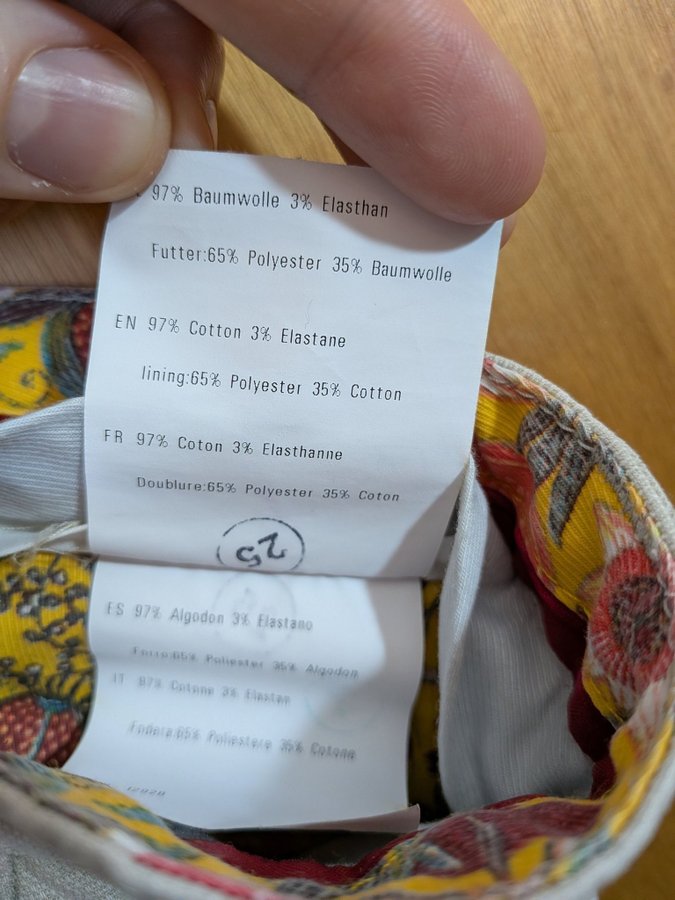 97% Baumwolle 3% Elasthan
Futter:65% Polyester 35% Baumwolle
EN 97% Cotton 3% Elastane
lining:65% Polyester 35% Cotton
FR 97% Coton 3% Elasthanne
Doublure:65% Polyester 35% Coton
25
ES 97% Algodon 3% Elastano
Forro:65% Poliester 35% Algodon
IT 97% Cotone 3% Elastan
Fodera:65% Poliestere 35% Cotone